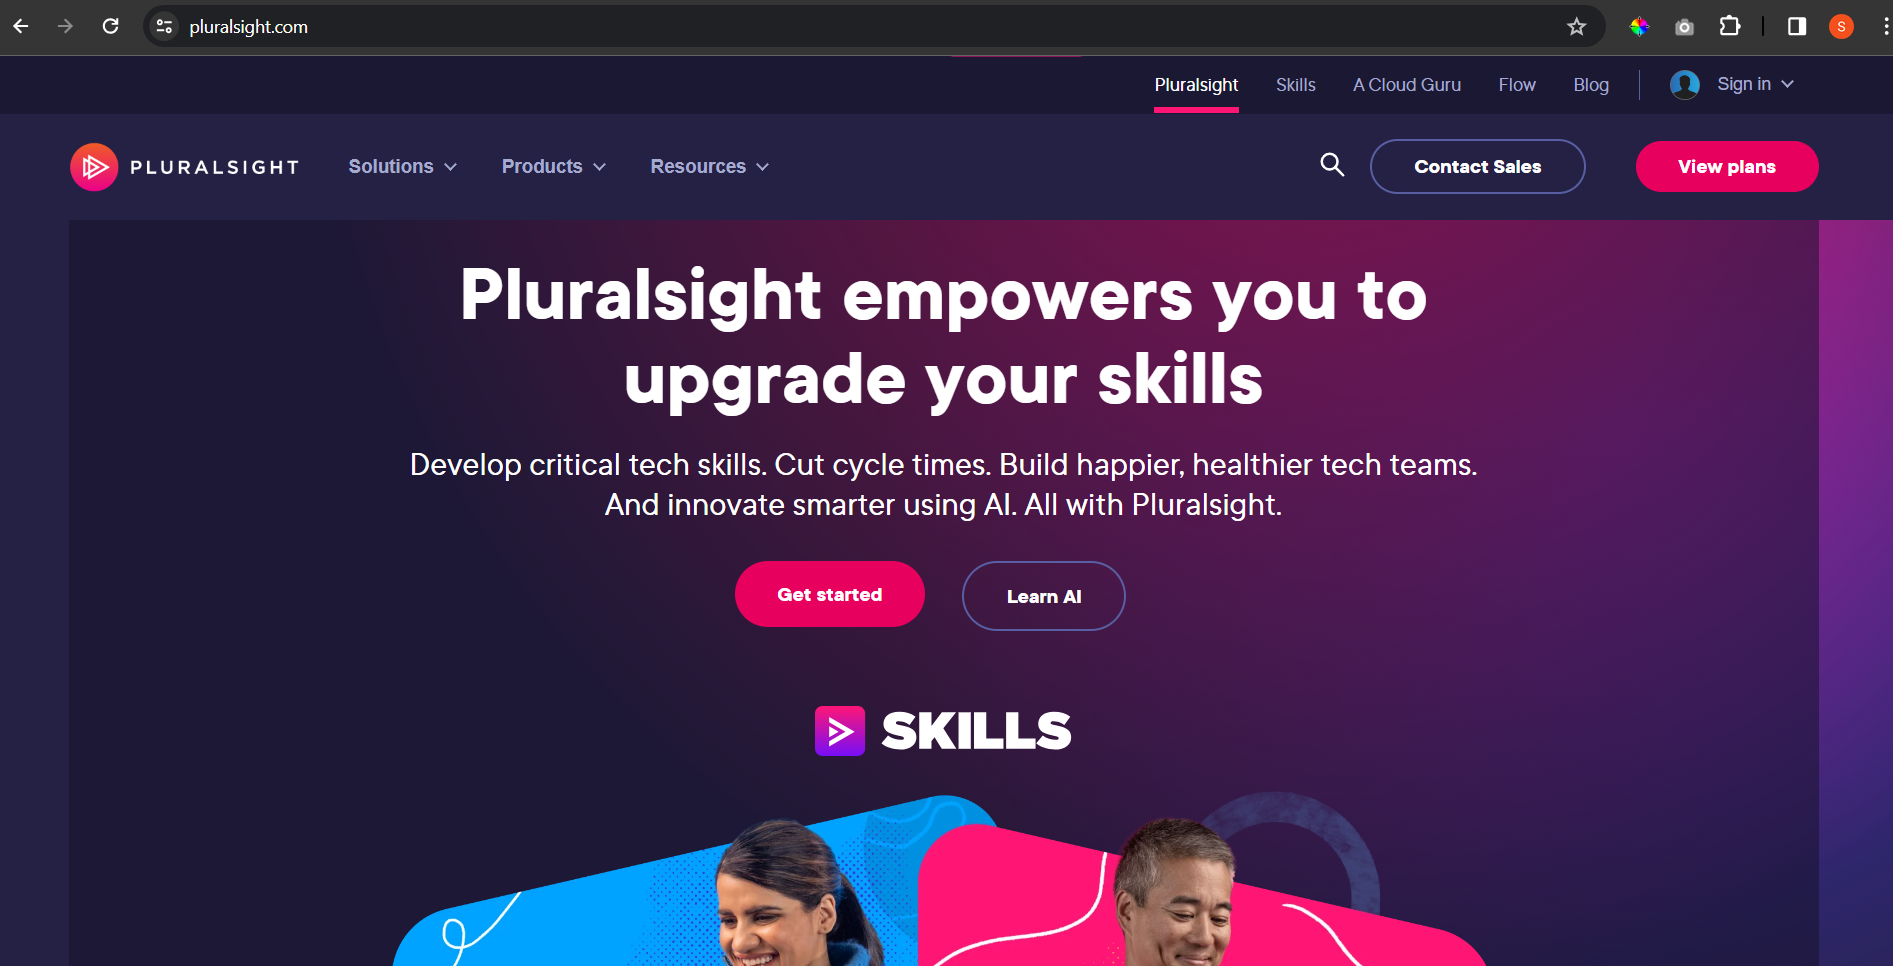 pluralsight.com
S
Pluralsight Skills A Cloud Guru Flow Blog Sign in
PLURALSIGHT Solutions Products Resources Contact Sales View plans
Pluralsight empowers you to
upgrade your skills
Develop critical tech skills. Cut cycle times. Build happier, healthier tech teams.
And innovate smarter using AI. All with Pluralsight.
Get started Learn AI
SKILLS